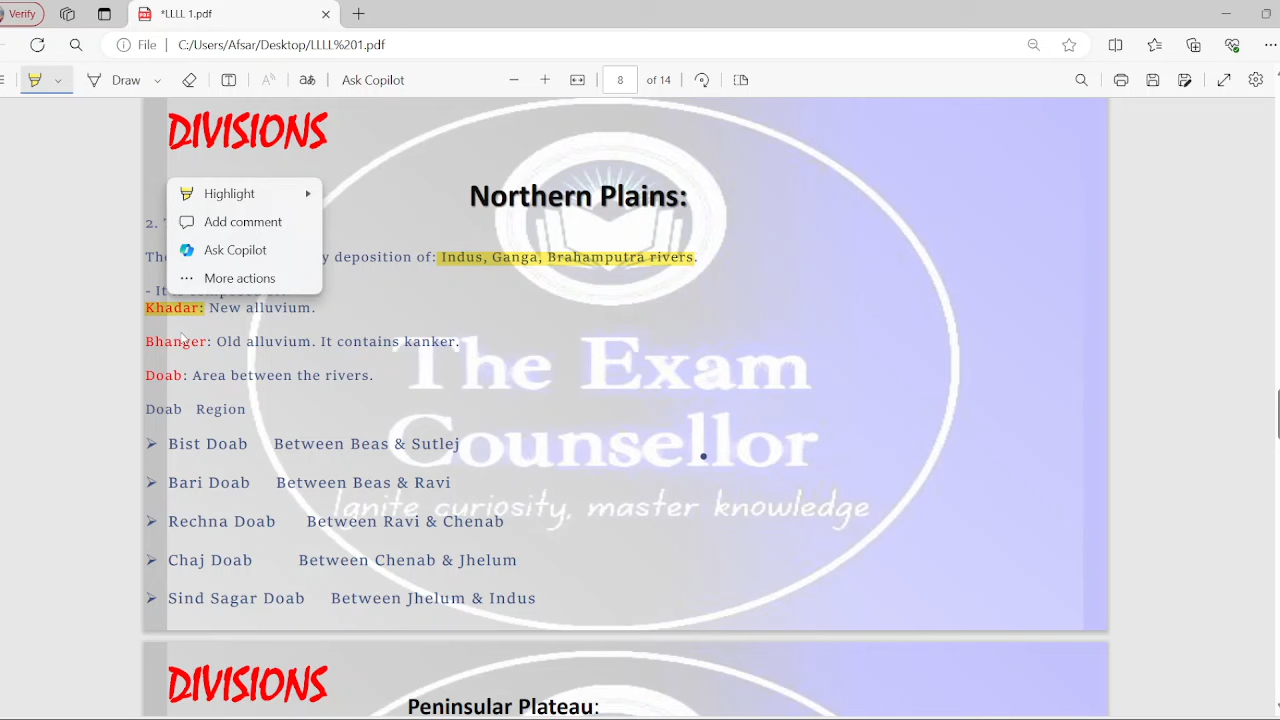 Verify
*LLLL 1.pdf
File
C:/Users/Afsar/Desktop/LLLL%201.pdf
Draw
Ask Copilot
8
of 14
DIVISIONS
Northern Plains:
Highlight
Add comment
Ask Copilot
More actions
2.
y deposition of: Indus, Ganga, Brahamputra rivers.
- It
Khadar: New alluvium.
Bhanger: Old alluvium. It contains kanker.
Doab: Area between the rivers.
Doab Region
➢ Bist Doab Between Beas & Sutlej
➢ Bari Doab Between Beas & Ravi
➢ Rechna Doab Between Ravi & Chenab
➢ Chaj Doab Between Chenab & Jhelum
➢ Sind Sagar Doab Between Jhelum & Indus
The Exam
Counsellor
Ignite curiosity, master knowledge
DIVISIONS
Peninsular Plateau: